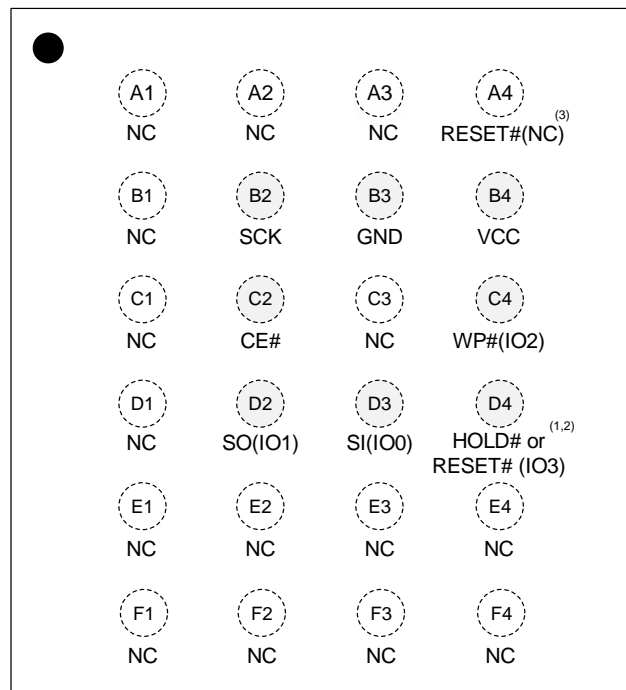 A1 A2 A3 A4
NC NC NC RESET#(NC) (3)
B1 B2 B3 B4
NC SCK GND VCC
C1 C2 C3 C4
NC CE# NC WP#(IO2)
D1 D2 D3 D4
NC SO(IO1) SI(IO0) HOLD# or (1,2)
RESET# (IO3)
E1 E2 E3 E4
NC NC NC NC
F1 F2 F3 F4
NC NC NC NC